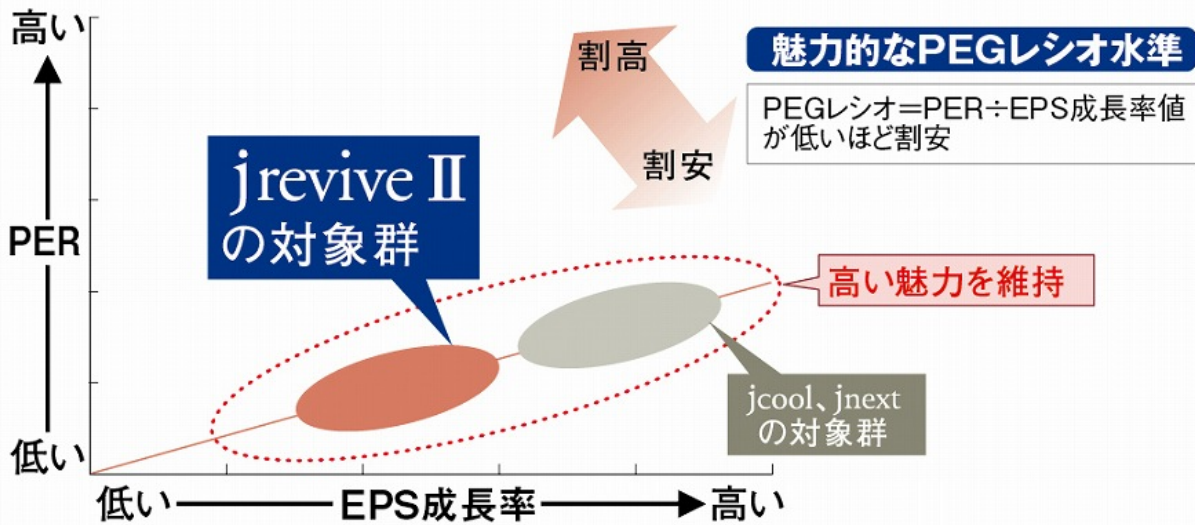 高い
割高
魅力的なPEGレシオ水準
PEGレシオ=PER÷EPS成長率値
が低いほど割安
割安
jrevive Ⅱ
の対象群
PER
高い魅力を維持
jcool、jnext
の対象群
低い
低い
EPS成長率
高い